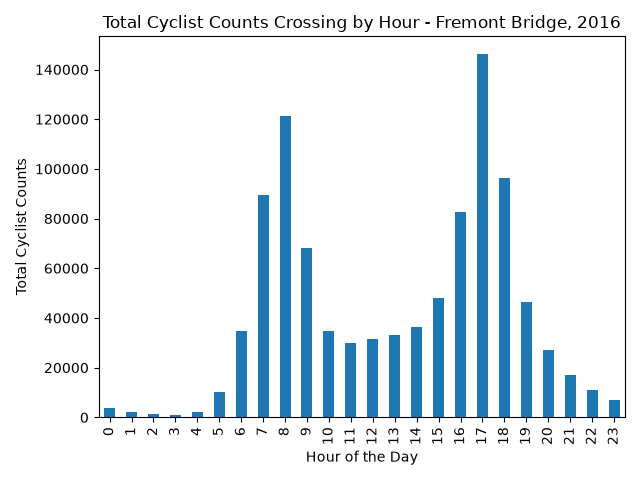 Total Cyclist Counts Crossing by Hour - Fremont Bridge, 2016
140000
120000
100000
80000
60000
40000
20000
0
Total Cyclist Counts
0 1 2 3 4 5 6 7 8 9 10 11 12 13 14 15 16 17 18 19 20 21 22 23
Hour of the Day